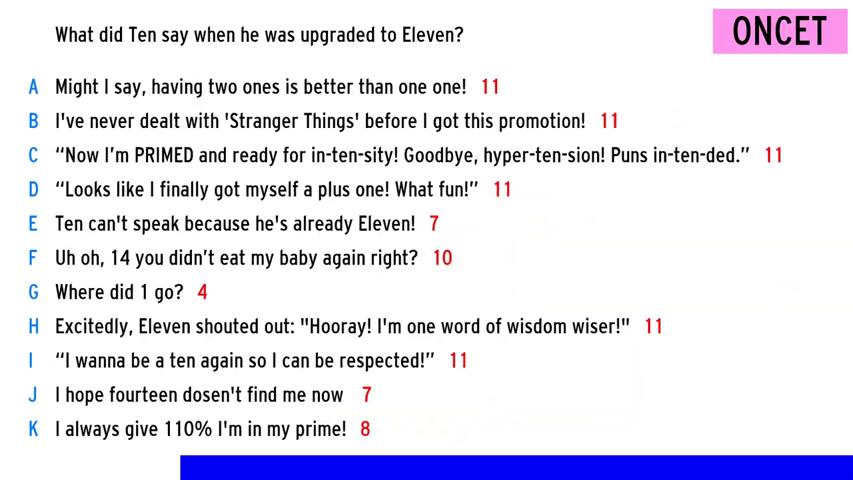 What did Ten say when he was upgraded to Eleven?
ONCET
A Might I say, having two ones is better than one one! 11
B I've never dealt with 'Stranger Things' before I got this promotion! 11
C “Now I’m PRIMED and ready for in-ten-sity! Goodbye, hyper-ten-sion! Puns in-ten-ded.” 11
D “Looks like I finally got myself a plus one! What fun!” 11
E Ten can't speak because he's already Eleven! 7
F Uh oh, 14 you didn’t eat my baby again right? 10
G Where did 1 go? 4
H Excitedly, Eleven shouted out: "Hooray! I'm one word of wisdom wiser!" 11
I “I wanna be a ten again so I can be respected!” 11
J I hope fourteen dosen't find me now 7
K I always give 110% I'm in my prime! 8